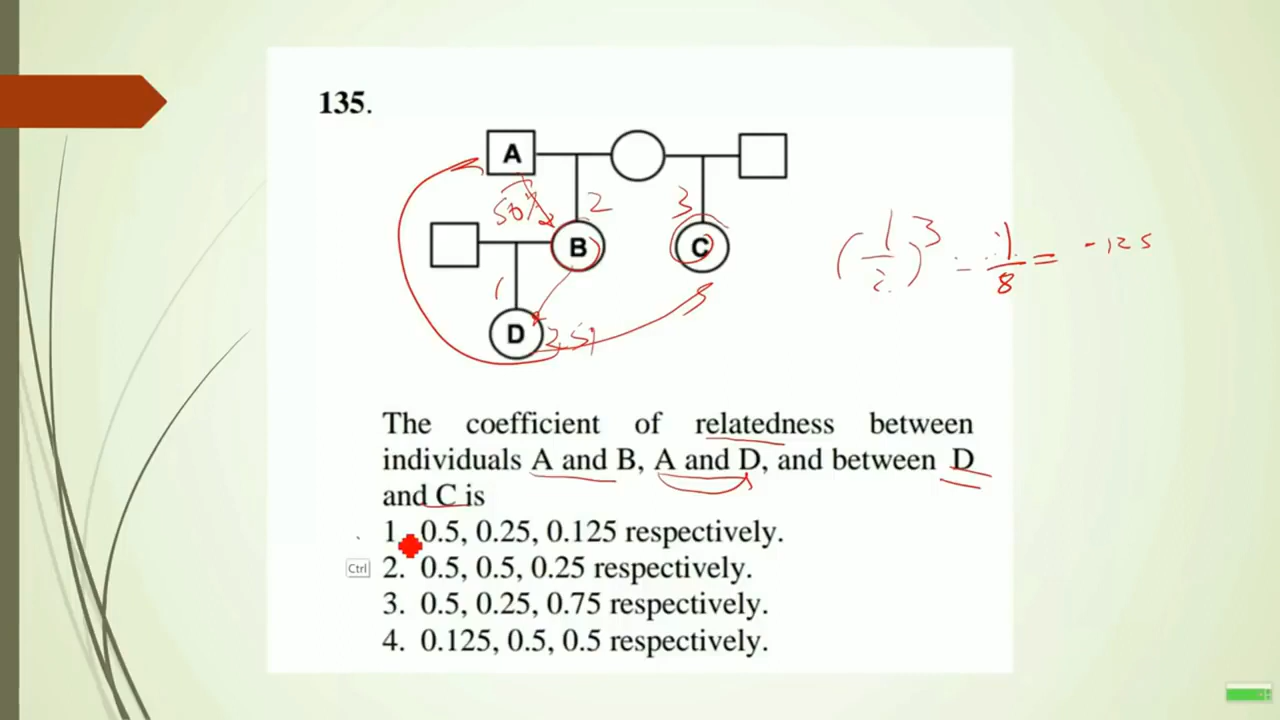 135.
A
50%
2
3
B
C
(1/2)^3 = 1/8 = .125
1
D
The coefficient of relatedness between
individuals A and B, A and D, and between D
and C is
1. 0.5, 0.25, 0.125 respectively.
Ctrl 2. 0.5, 0.5, 0.25 respectively.
3. 0.5, 0.25, 0.75 respectively.
4. 0.125, 0.5, 0.5 respectively.